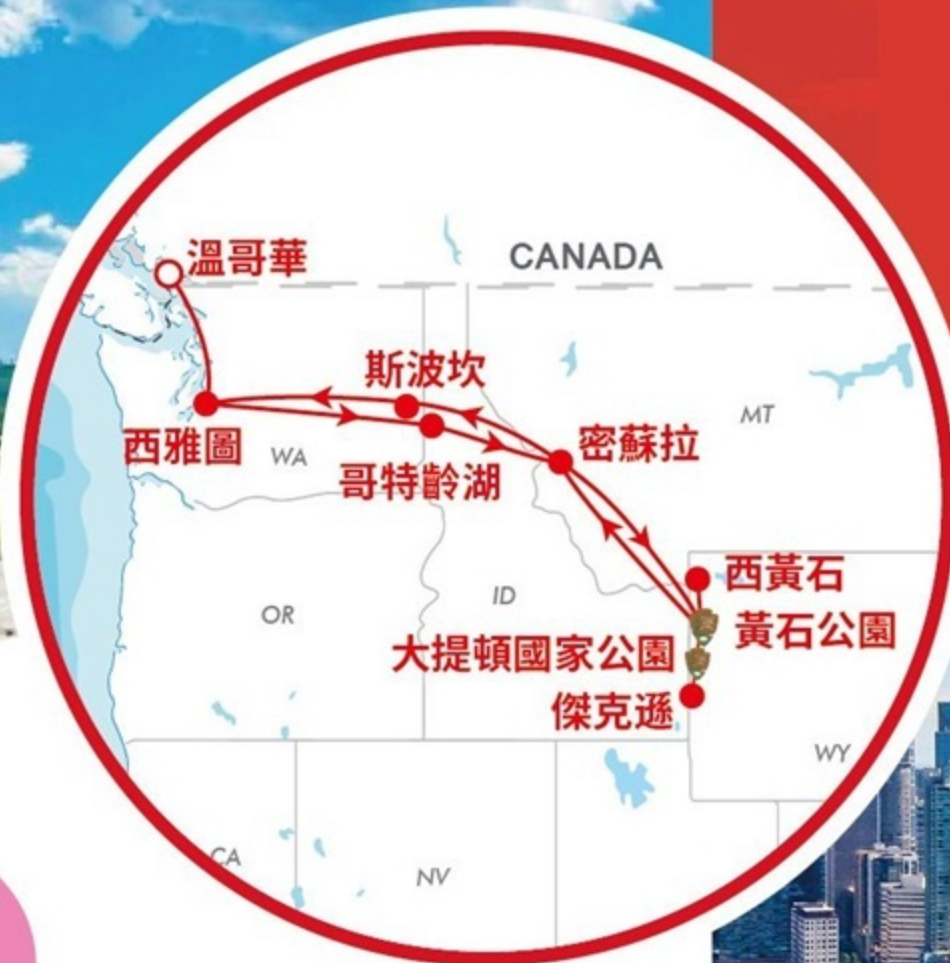 溫哥華
CANADA
斯波坎
MT
西雅圖
WA
密蘇拉
哥特齡湖
西黃石
ID
OR
黃石公園
大提頓國家公園
傑克遜
WY
CA
NV